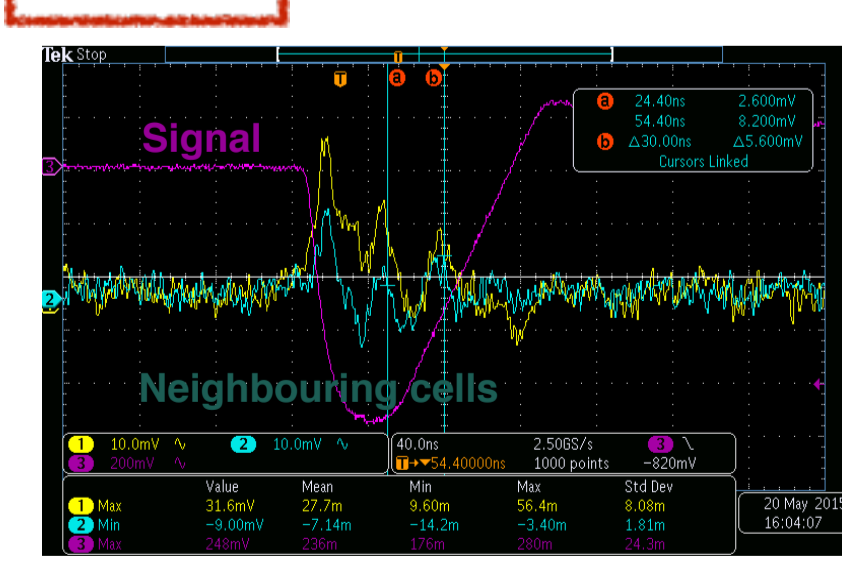 Tek Stop
T
T a b
a 24.40ns 2.600mV
54.40ns 8.200mV
b △30.00ns △5.600mV
Cursors Linked
Signal
3
2
Neighbouring cells
1 10.0mV ∿ 2 10.0mV ∿
3 200mV ∿
40.0ns 2.50GS/s 3 \
T→▼54.40000ns 1000 points −820mV
Value Mean Min Max Std Dev
1 Max 31.6mV 27.7m 9.60m 56.4m 8.08m
2 Min −9.00mV −7.14m −14.2m −3.40m 1.81m
3 Max 248mV 236m 176m 280m 24.3m
20 May 2015
16:04:07